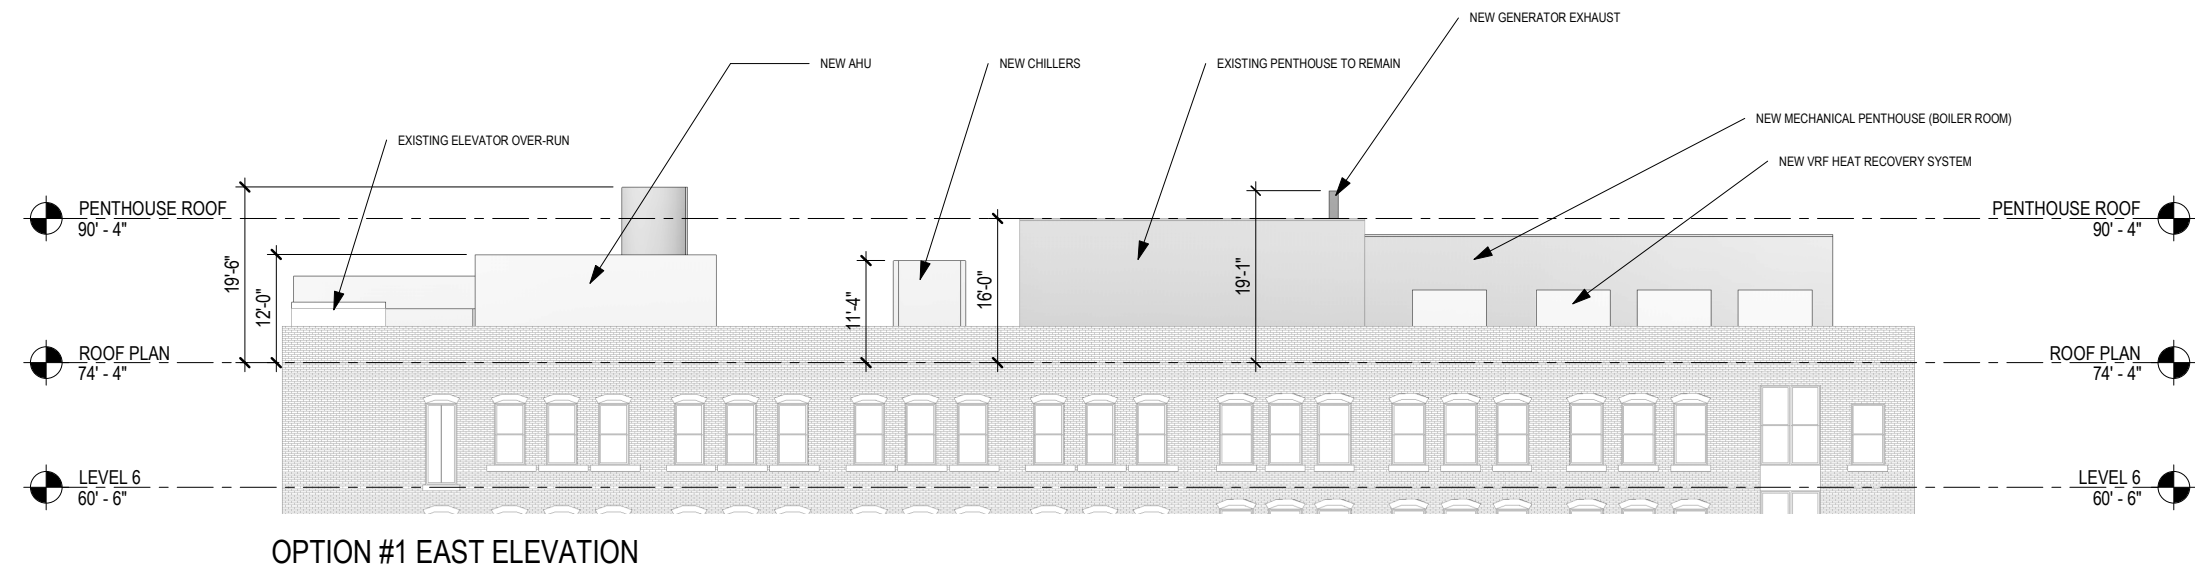 NEW GENERATOR EXHAUST
NEW AHU
NEW CHILLERS
EXISTING PENTHOUSE TO REMAIN
NEW MECHANICAL PENTHOUSE (BOILER ROOM)
EXISTING ELEVATOR OVER-RUN
NEW VRF HEAT RECOVERY SYSTEM
PENTHOUSE ROOF
90' - 4"
PENTHOUSE ROOF
90' - 4"
19'-6"
12'-0"
11'-4"
16'-0"
19'-1"
ROOF PLAN
74' - 4"
ROOF PLAN
74' - 4"
LEVEL 6
60' - 6"
LEVEL 6
60' - 6"
OPTION #1 EAST ELEVATION